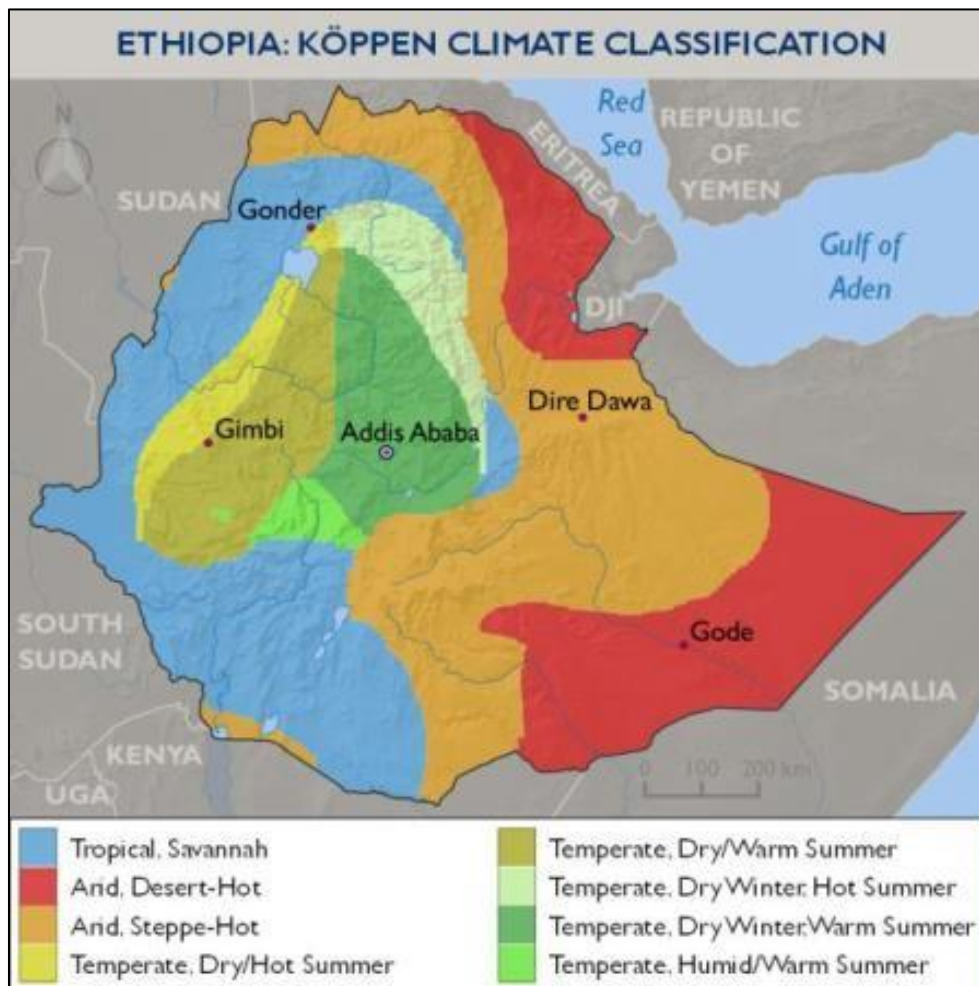 ETHIOPIA: KÖPPEN CLIMATE CLASSIFICATION
N
Red
Sea
REPUBLIC
OF
YEMEN
ERITREA
SUDAN
Gonder
Gulf of
Aden
DJI
Dire Dawa
Gimbi
Addis Ababa
SOUTH
SUDAN
Gode
SOMALIA
KENYA
UGA
0 100 200 km
Tropical, Savannah
Arid, Desert-Hot
Arid, Steppe-Hot
Temperate, Dry/Hot Summer
Temperate, Dry/Warm Summer
Temperate, Dry Winter, Hot Summer
Temperate, Dry Winter, Warm Summer
Temperate, Humid/Warm Summer